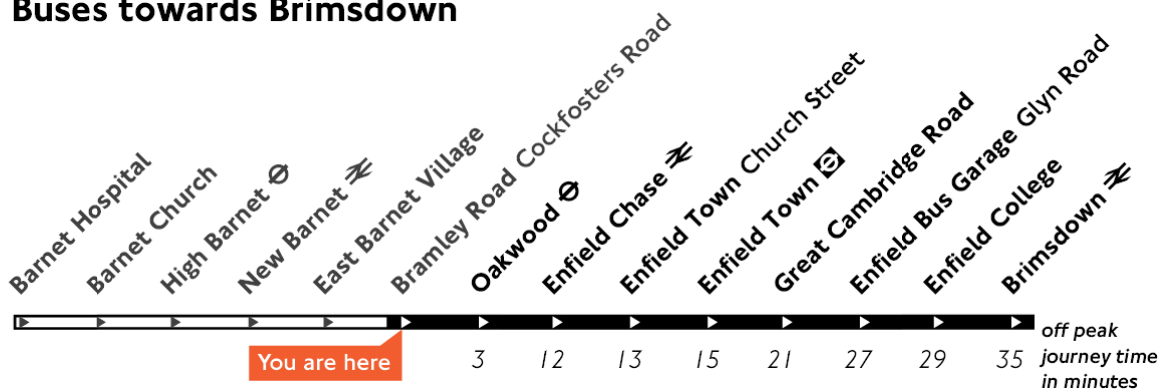 Buses towards Brimsdown
Barnet Hospital
Barnet Church
High Barnet
New Barnet
East Barnet Village
Bramley Road Cockfosters Road
Oakwood
Enfield Chase
Enfield Town Church Street
Enfield Town
Great Cambridge Road
Enfield Bus Garage Glyn Road
Enfield College
Brimsdown
You are here
3 12 13 15 21 27 29 35
off peak
journey time
in minutes